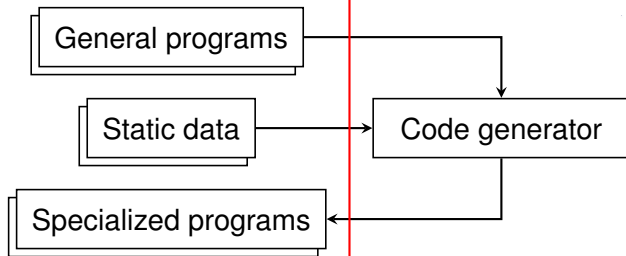 General programs
Static data
Code generator
Specialized programs